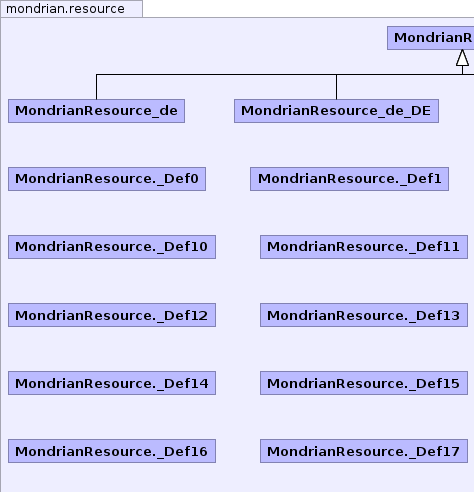 mondrian.resource
MondrianR
MondrianResource_de
MondrianResource_de_DE
MondrianResource._Def0
MondrianResource._Def1
MondrianResource._Def10
MondrianResource._Def11
MondrianResource._Def12
MondrianResource._Def13
MondrianResource._Def14
MondrianResource._Def15
MondrianResource._Def16
MondrianResource._Def17